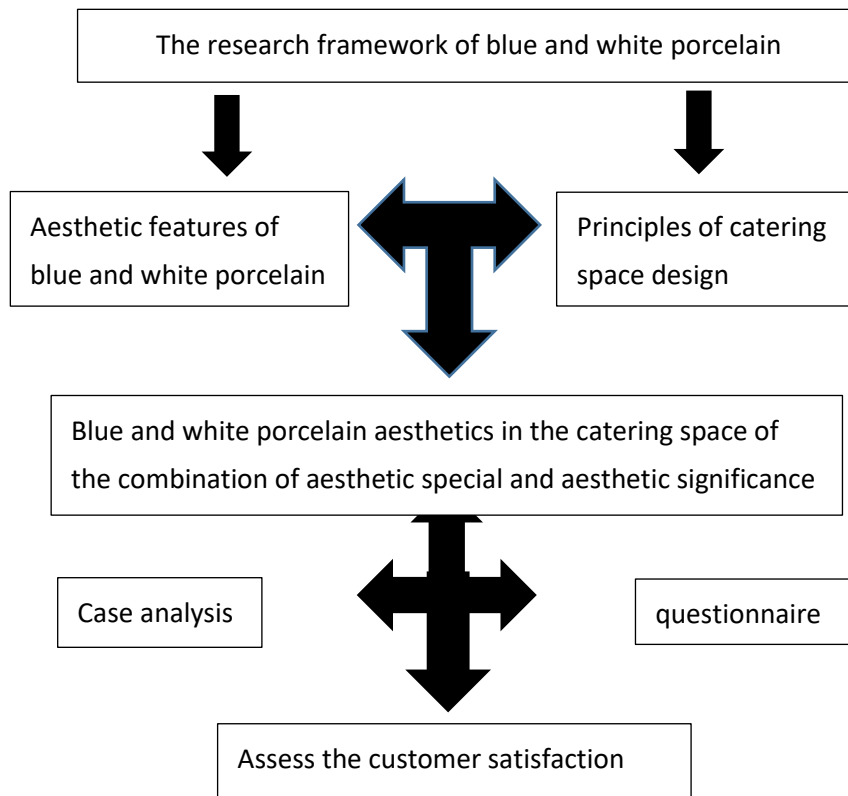 The research framework of blue and white porcelain
Aesthetic features of
blue and white porcelain
Principles of catering
space design
Blue and white porcelain aesthetics in the catering space of
the combination of aesthetic special and aesthetic significance
Case analysis
questionnaire
Assess the customer satisfaction